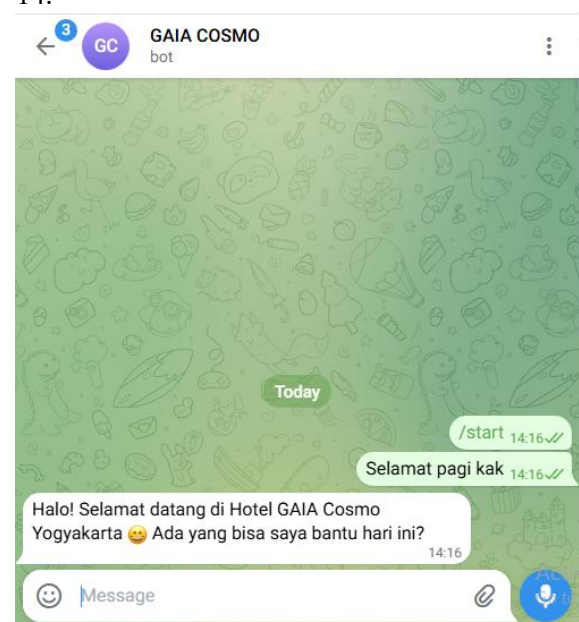 3
GC
GAIA COSMO
bot
Today
/start 14:16
Selamat pagi kak 14:16
Halo! Selamat datang di Hotel GAIA Cosmo
Yogyakarta 😄 Ada yang bisa saya bantu hari ini?
14:16
Message